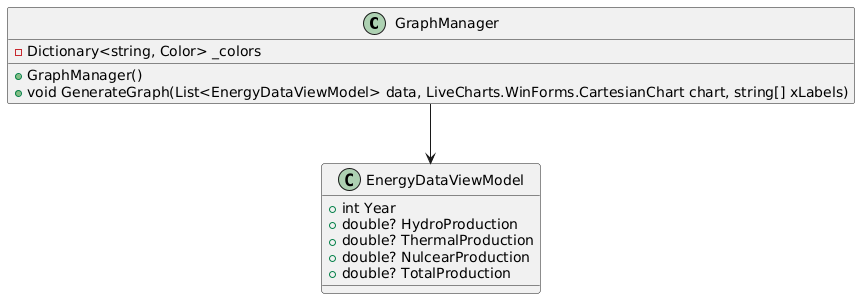 C GraphManager
Dictionary<string, Color> _colors
GraphManager()
void GenerateGraph(List<EnergyDataViewModel> data, LiveCharts.WinForms.CartesianChart chart, string[] xLabels)
C EnergyDataViewModel
int Year
double? HydroProduction
double? ThermalProduction
double? NulcearProduction
double? TotalProduction